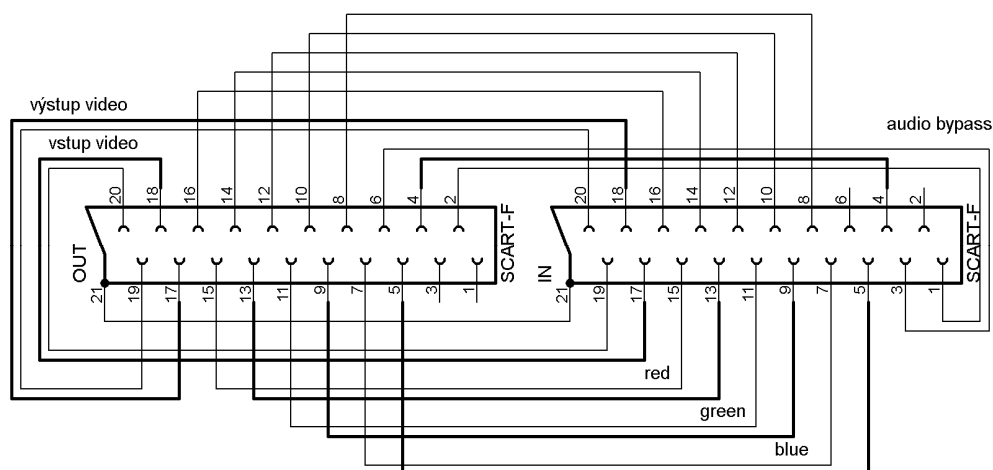 výstup video
audio bypass
vstup video
20 18 16 14 12 10 8 6 4 2
20 18 16 14 12 10 8 6 4 2
OUT
SCART-F
IN
SCART-F
21 19 17 15 13 11 9 7 5 3 1
21 19 17 15 13 11 9 7 5 3 1
red
green
blue